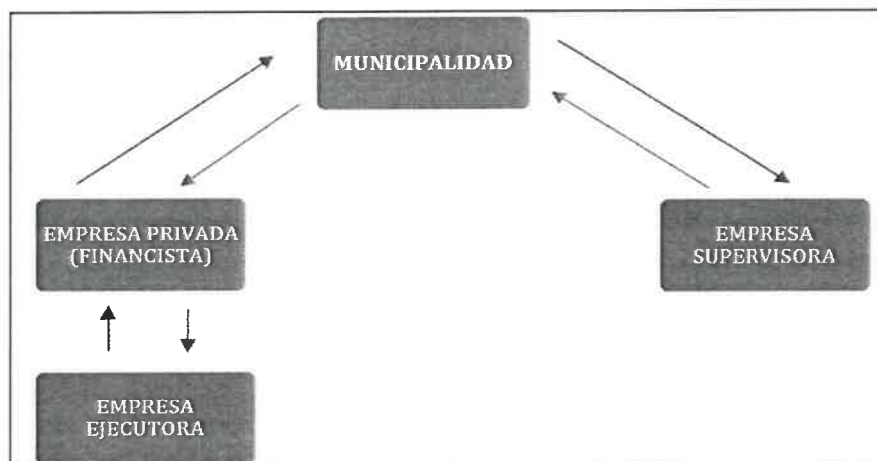 MUNICIPALIDAD
EMPRESA PRIVADA
(FINANCISTA)
EMPRESA
SUPERVISORA
EMPRESA
EJECUTORA